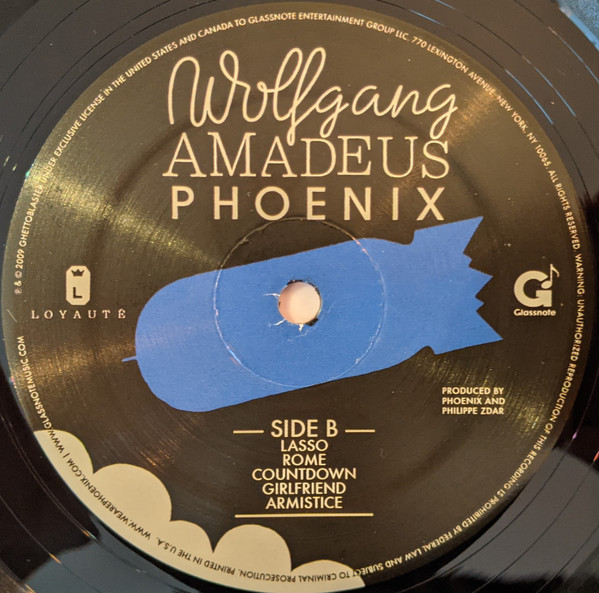 Wolfgang
AMADEUS
PHOENIX
L
LOYAUTÉ
G
Glassnote
PRODUCED BY
PHOENIX AND
PHILIPPE ZDAR
SIDE B
LASSO
ROME
COUNTDOWN
GIRLFRIEND
ARMISTICE
℗ & © 2009 GHETTOBLASTER UNDER EXCLUSIVE LICENSE IN THE UNITED STATES AND CANADA TO GLASSNOTE ENTERTAINMENT GROUP LLC. 770 LEXINGTON AVENUE, NEW YORK, NY 10065. ALL RIGHTS RESERVED. WARNING: UNAUTHORIZED REPRODUCTION OF THIS RECORDING IS PROHIBITED BY FEDERAL LAW AND SUBJECT TO CRIMINAL PROSECUTION. PRINTED IN THE U.S.A. WWW.WEAREPHOENIX.COM / WWW.GLASSNOTEMUSIC.COM